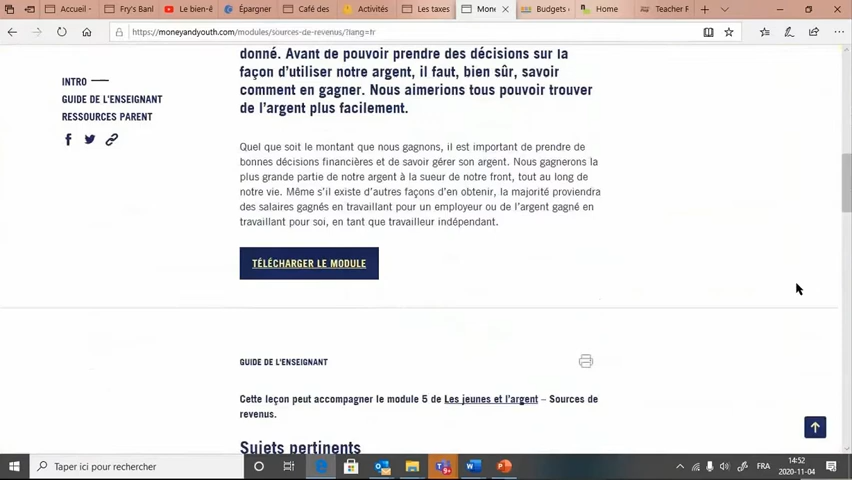 Accueil -
Fry's Banl
Le bien-ê
Épargner
Café des
Activités
Les taxes
Mone
Budgets
Home
Teacher F
https://moneyandyouth.com/modules/sources-de-revenus/?lang=fr
donné. Avant de pouvoir prendre des décisions sur la
façon d'utiliser notre argent, il faut, bien sûr, savoir
comment en gagner. Nous aimerions tous pouvoir trouver
de l'argent plus facilement.
INTRO
GUIDE DE L'ENSEIGNANT
RESSOURCES PARENT
Quel que soit le montant que nous gagnons, il est important de prendre de
bonnes décisions financières et de savoir gérer son argent. Nous gagnerons la
plus grande partie de notre argent à la sueur de notre front, tout au long de
notre vie. Même s'il existe d'autres façons d'en obtenir, la majorité proviendra
des salaires gagnés en travaillant pour un employeur ou de l'argent gagné en
travaillant pour soi, en tant que travailleur indépendant.
TÉLÉCHARGER LE MODULE
GUIDE DE L'ENSEIGNANT
Cette leçon peut accompagner le module 5 de Les jeunes et l'argent – Sources de
revenus.
Sujets pertinents
Taper ici pour rechercher
FRA
14:52
2020-11-04